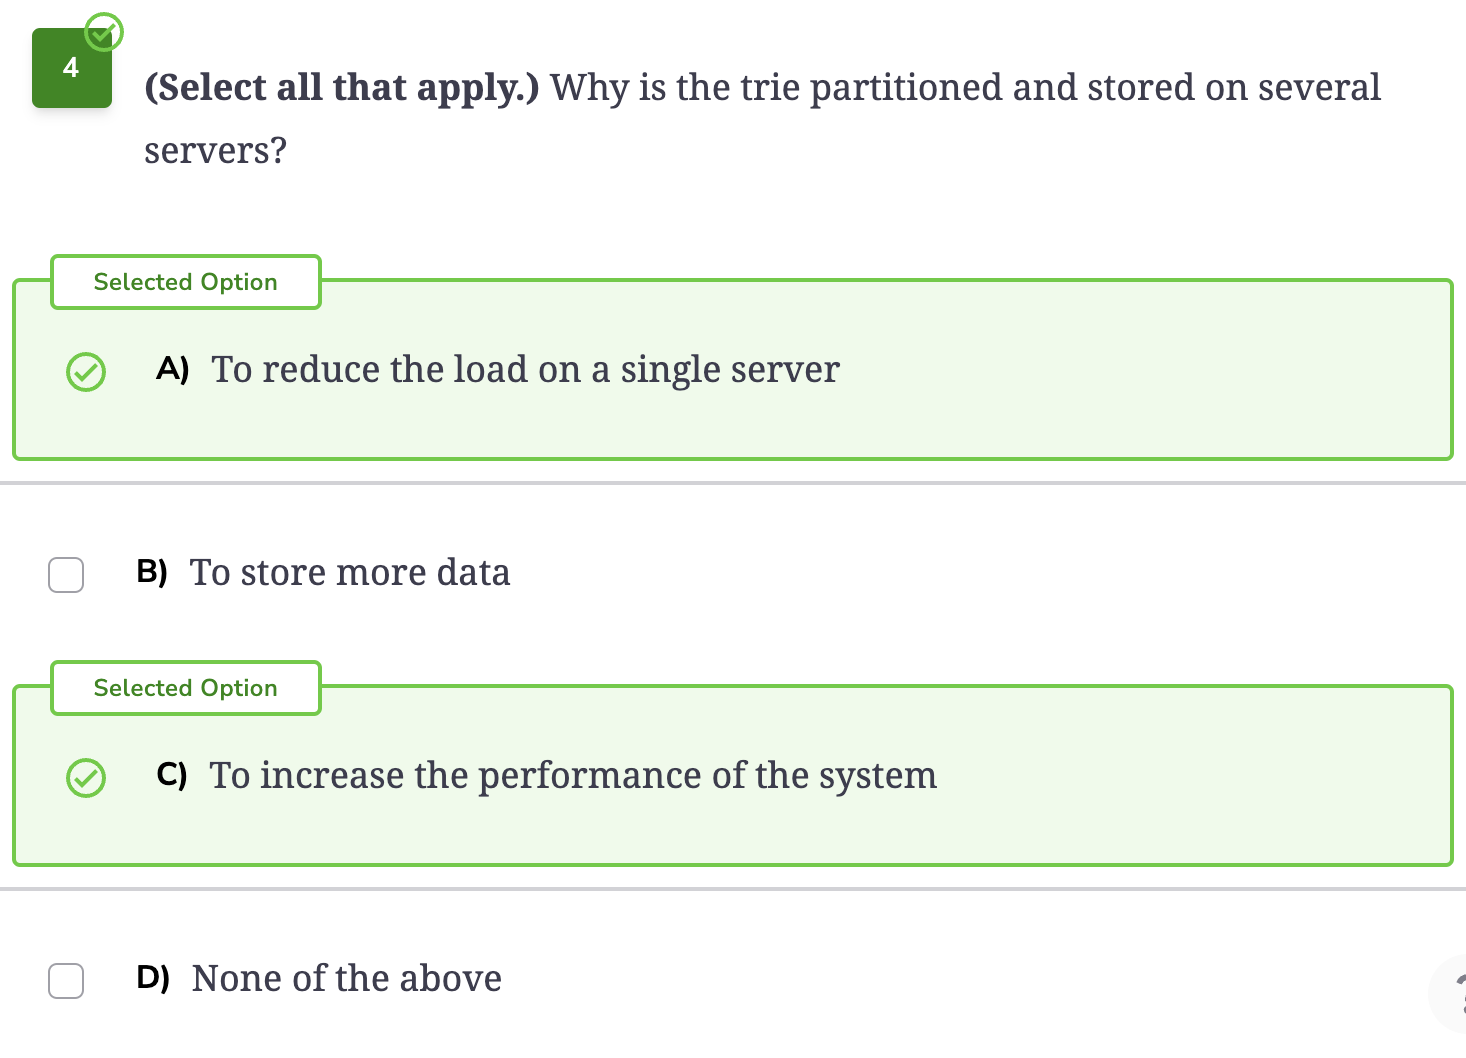 4
(Select all that apply.) Why is the trie partitioned and stored on several
servers?
Selected Option
A) To reduce the load on a single server
B) To store more data
Selected Option
C) To increase the performance of the system
D) None of the above